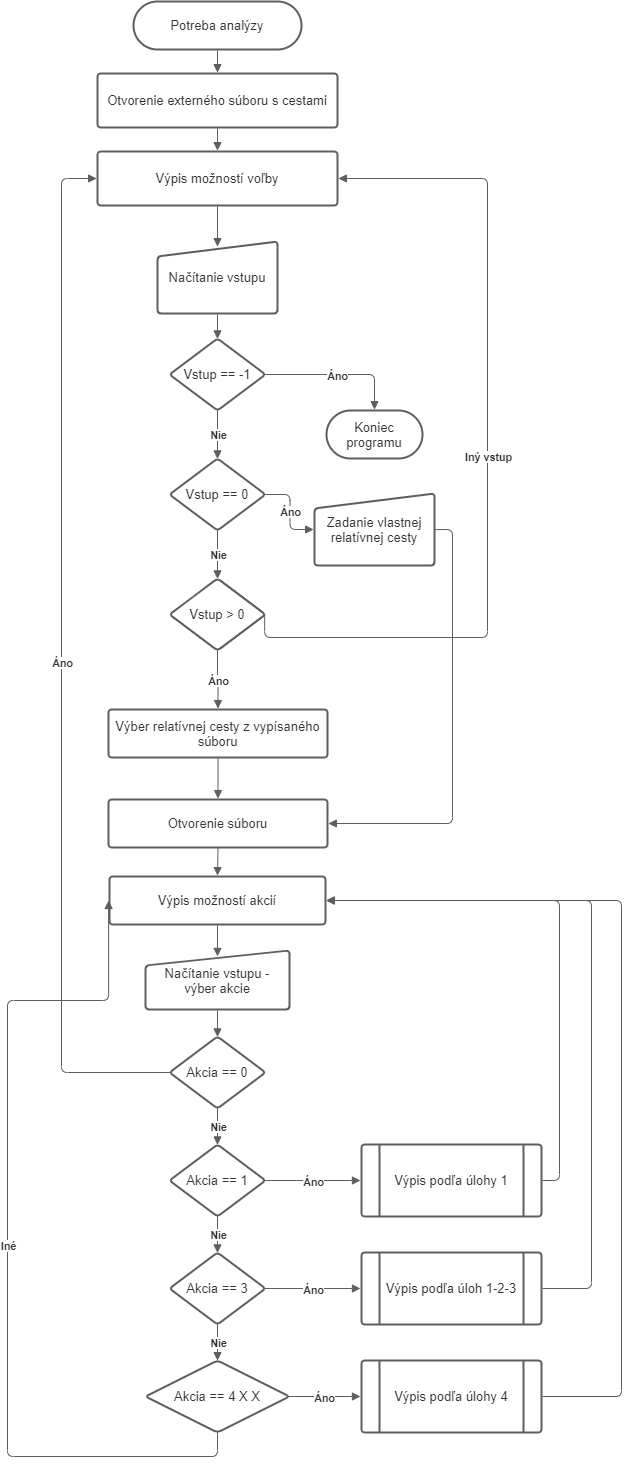 Potreba analýzy
Otvorenie externého súboru s cestami
Výpis možností voľby
Načítanie vstupu
Vstup == -1
Áno
Koniec
programu
Nie
Iný vstup
Vstup == 0
Áno
Zadanie vlastnej
relatívnej cesty
Nie
Vstup > 0
Áno
Áno
Výber relatívnej cesty z vypísaného
súboru
Otvorenie súboru
Výpis možností akcií
Načítanie vstupu -
výber akcie
Akcia == 0
Nie
Akcia == 1
Áno
Výpis podľa úlohy 1
Nie
Iné
Akcia == 3
Áno
Výpis podľa úloh 1-2-3
Nie
Akcia == 4 X X
Áno
Výpis podľa úlohy 4